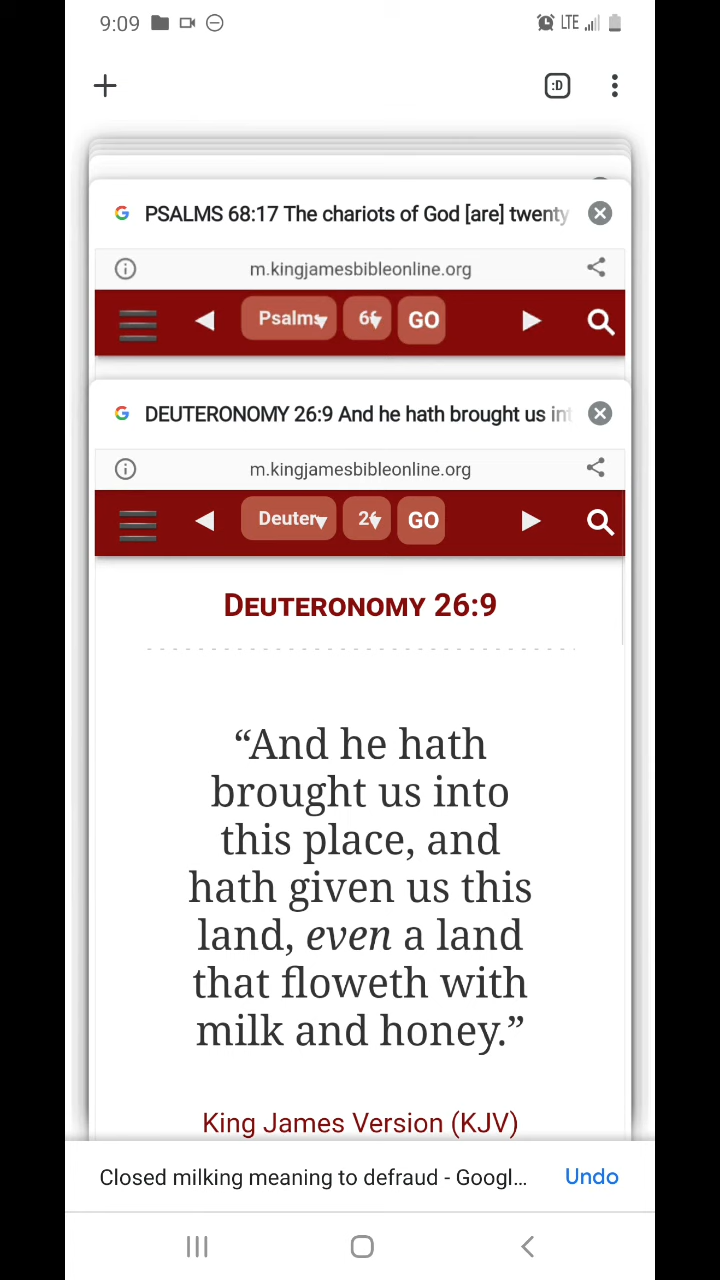 9:09 LTE
:D
PSALMS 68:17 The chariots of God [are] twenty
m.kingjamesbibleonline.org
Psalms GO
DEUTERONOMY 26:9 And he hath brought us int
m.kingjamesbibleonline.org
Deuter GO
DEUTERONOMY 26:9
“And he hath
brought us into
this place, and
hath given us this
land, even a land
that floweth with
milk and honey.”
King James Version (KJV)
Closed milking meaning to defraud - Googl... Undo